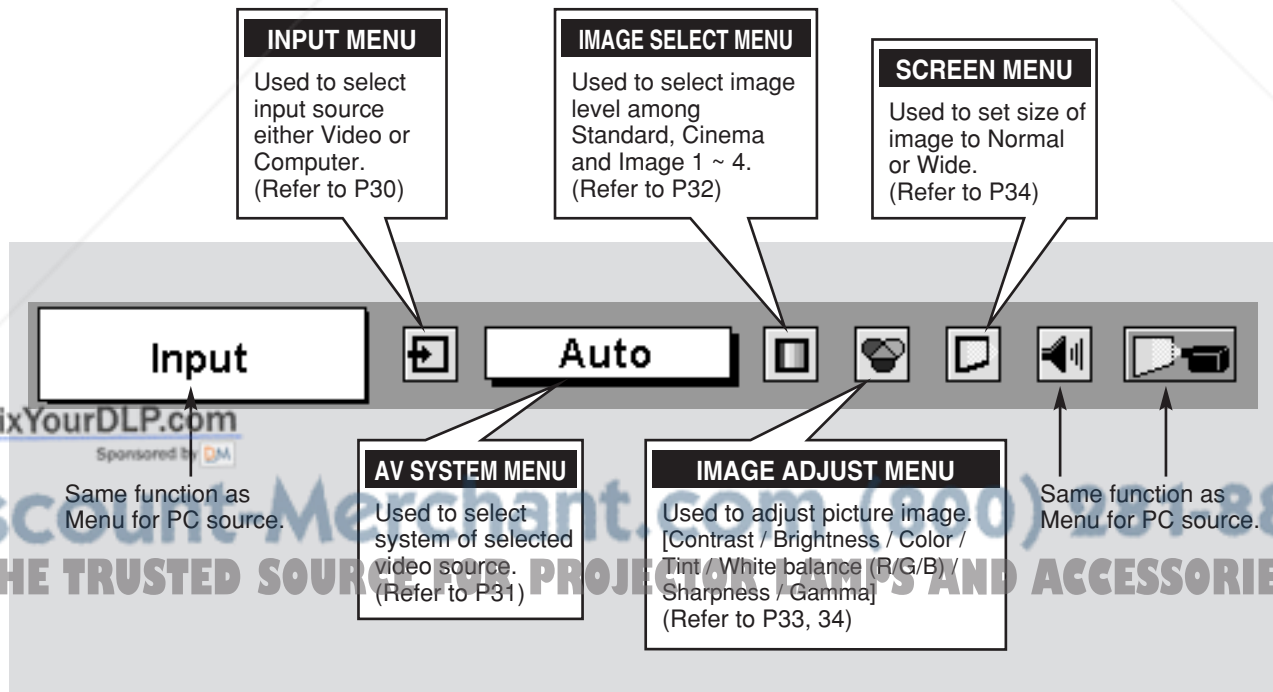 INPUT MENU
Used to select
input source
either Video or
Computer.
(Refer to P30)
IMAGE SELECT MENU
Used to select image
level among
Standard, Cinema
and Image 1 ~ 4.
(Refer to P32)
SCREEN MENU
Used to set size of
image to Normal
or Wide.
(Refer to P34)
Input
Auto
ixYourDLP.com
Sponsored by DM
Same function as
Menu for PC source.
AV SYSTEM MENU
Used to select
system of selected
video source.
(Refer to P31)
IMAGE ADJUST MENU
Used to adjust picture image.
[Contrast / Brightness / Color /
Tint / White balance (R/G/B) /
Sharpness / Gamma]
(Refer to P33, 34)
Same function as
Menu for PC source.
scount-Merchant.com (800) 281-88
HE TRUSTED SOURCE FOR PROJECTOR LAMPS AND ACCESSORIE